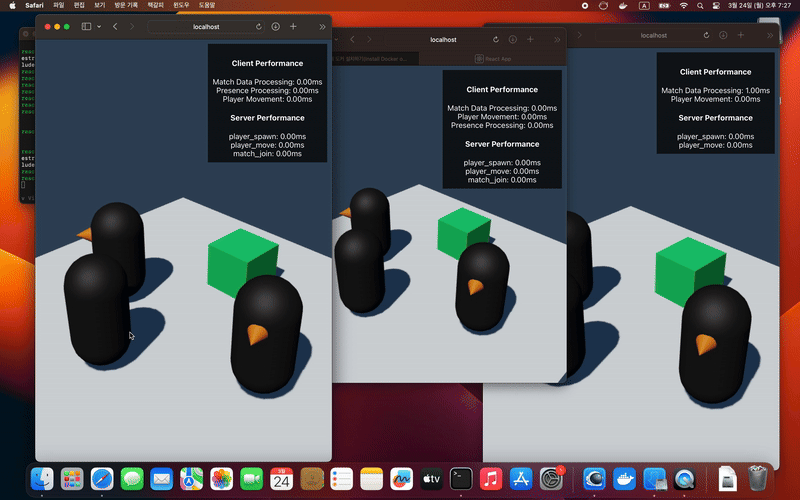 Safari 파일 편집 보기 방문 기록 책갈피 윈도우 도움말
A
3월 24일 (월) 오후 7:27
localhost
Client Performance
Match Data Processing: 0.00ms
Presence Processing: 0.00ms
Player Movement: 0.00ms
Server Performance
player_spawn: 0.00ms
player_move: 0.00ms
match_join: 0.00ms
localhost
React App
Client Performance
Match Data Processing: 0.00ms
Player Movement: 0.00ms
Presence Processing: 0.00ms
Server Performance
player_spawn: 0.00ms
player_move: 0.00ms
match_join: 0.00ms
localhost
Client Performance
Match Data Processing: 1.00ms
Player Movement: 0.00ms
Server Performance
player_spawn: 0.00ms
player_move: 0.00ms
3월
24
tv